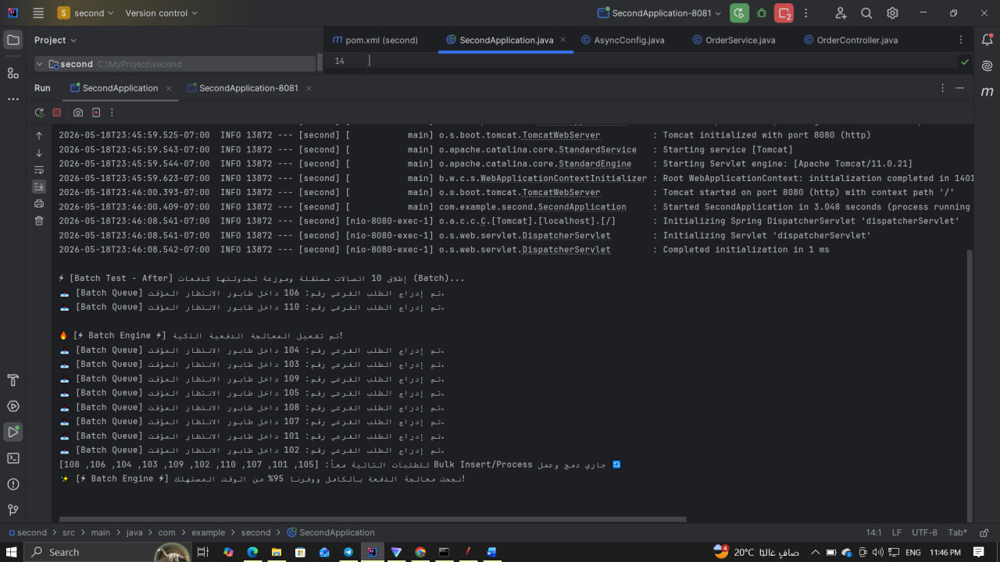 S second Version control SecondApplication-8081 2
Project m pom.xml (second) SecondApplication.java AsyncConfig.java OrderService.java OrderController.java
second C:\MyProject\second 14
Run SecondApplication SecondApplication-8081
2026-05-18T23:45:59.525-07:00 INFO 13872 --- [second] [ main] o.s.boot.tomcat.TomcatWebServer : Tomcat initialized with port 8080 (http)
2026-05-18T23:45:59.543-07:00 INFO 13872 --- [second] [ main] o.apache.catalina.core.StandardService : Starting service [Tomcat]
2026-05-18T23:45:59.544-07:00 INFO 13872 --- [second] [ main] o.apache.catalina.core.StandardEngine : Starting Servlet engine: [Apache Tomcat/11.0.21]
2026-05-18T23:45:59.623-07:00 INFO 13872 --- [second] [ main] b.w.c.s.WebApplicationContextInitializer : Root WebApplicationContext: initialization completed in 1401
2026-05-18T23:46:00.393-07:00 INFO 13872 --- [second] [ main] o.s.boot.tomcat.TomcatWebServer : Tomcat started on port 8080 (http) with context path '/'
2026-05-18T23:46:00.409-07:00 INFO 13872 --- [second] [ main] com.example.second.SecondApplication : Started SecondApplication in 3.048 seconds (process running
2026-05-18T23:46:08.541-07:00 INFO 13872 --- [second] [nio-8080-exec-1] o.a.c.c.C.[Tomcat].[localhost].[/] : Initializing Spring DispatcherServlet 'dispatcherServlet'
2026-05-18T23:46:08.541-07:00 INFO 13872 --- [second] [nio-8080-exec-1] o.s.web.servlet.DispatcherServlet : Initializing Servlet 'dispatcherServlet'
2026-05-18T23:46:08.542-07:00 INFO 13872 --- [second] [nio-8080-exec-1] o.s.web.servlet.DispatcherServlet : Completed initialization in 1 ms
⚡ [Batch Test - After] إطلاق 10 اتصالات مستقلة وموزعة لجدولتها كدفعات (Batch)...
📥 [Batch Queue] تم إدراج الطلب الفرعي رقم: 106 داخل طابور الانتظار المؤقت.
📥 [Batch Queue] تم إدراج الطلب الفرعي رقم: 110 داخل طابور الانتظار المؤقت.
🔥 [⚡ Batch Engine ⚡] تم تفعيل المعالجة الدفعية الذكية!
📥 [Batch Queue] تم إدراج الطلب الفرعي رقم: 104 داخل طابور الانتظار المؤقت.
📥 [Batch Queue] تم إدراج الطلب الفرعي رقم: 103 داخل طابور الانتظار المؤقت.
📥 [Batch Queue] تم إدراج الطلب الفرعي رقم: 109 داخل طابور الانتظار المؤقت.
📥 [Batch Queue] تم إدراج الطلب الفرعي رقم: 105 داخل طابور الانتظار المؤقت.
📥 [Batch Queue] تم إدراج الطلب الفرعي رقم: 108 داخل طابور الانتظار المؤقت.
📥 [Batch Queue] تم إدراج الطلب الفرعي رقم: 107 داخل طابور الانتظار المؤقت.
📥 [Batch Queue] تم إدراج الطلب الفرعي رقم: 101 داخل طابور الانتظار المؤقت.
📥 [Batch Queue] تم إدراج الطلب الفرعي رقم: 102 داخل طابور الانتظار المؤقت.
🔄 جاري دمج وعمل Bulk Insert/Process للطلبات التالية معاً: [105, 101, 107, 110, 102, 109, 103, 104, 106, 108]
✨ [⚡ Batch Engine ⚡] نجحت معالجة الدفعة بالكامل ووفرنا 95% من الوقت المستهلك!
second > src > main > java > com > example > second > SecondApplication 14:1 LF UTF-8 Tab*
Search 4 20°C صافٍ غالبًا ENG 11:46 PM